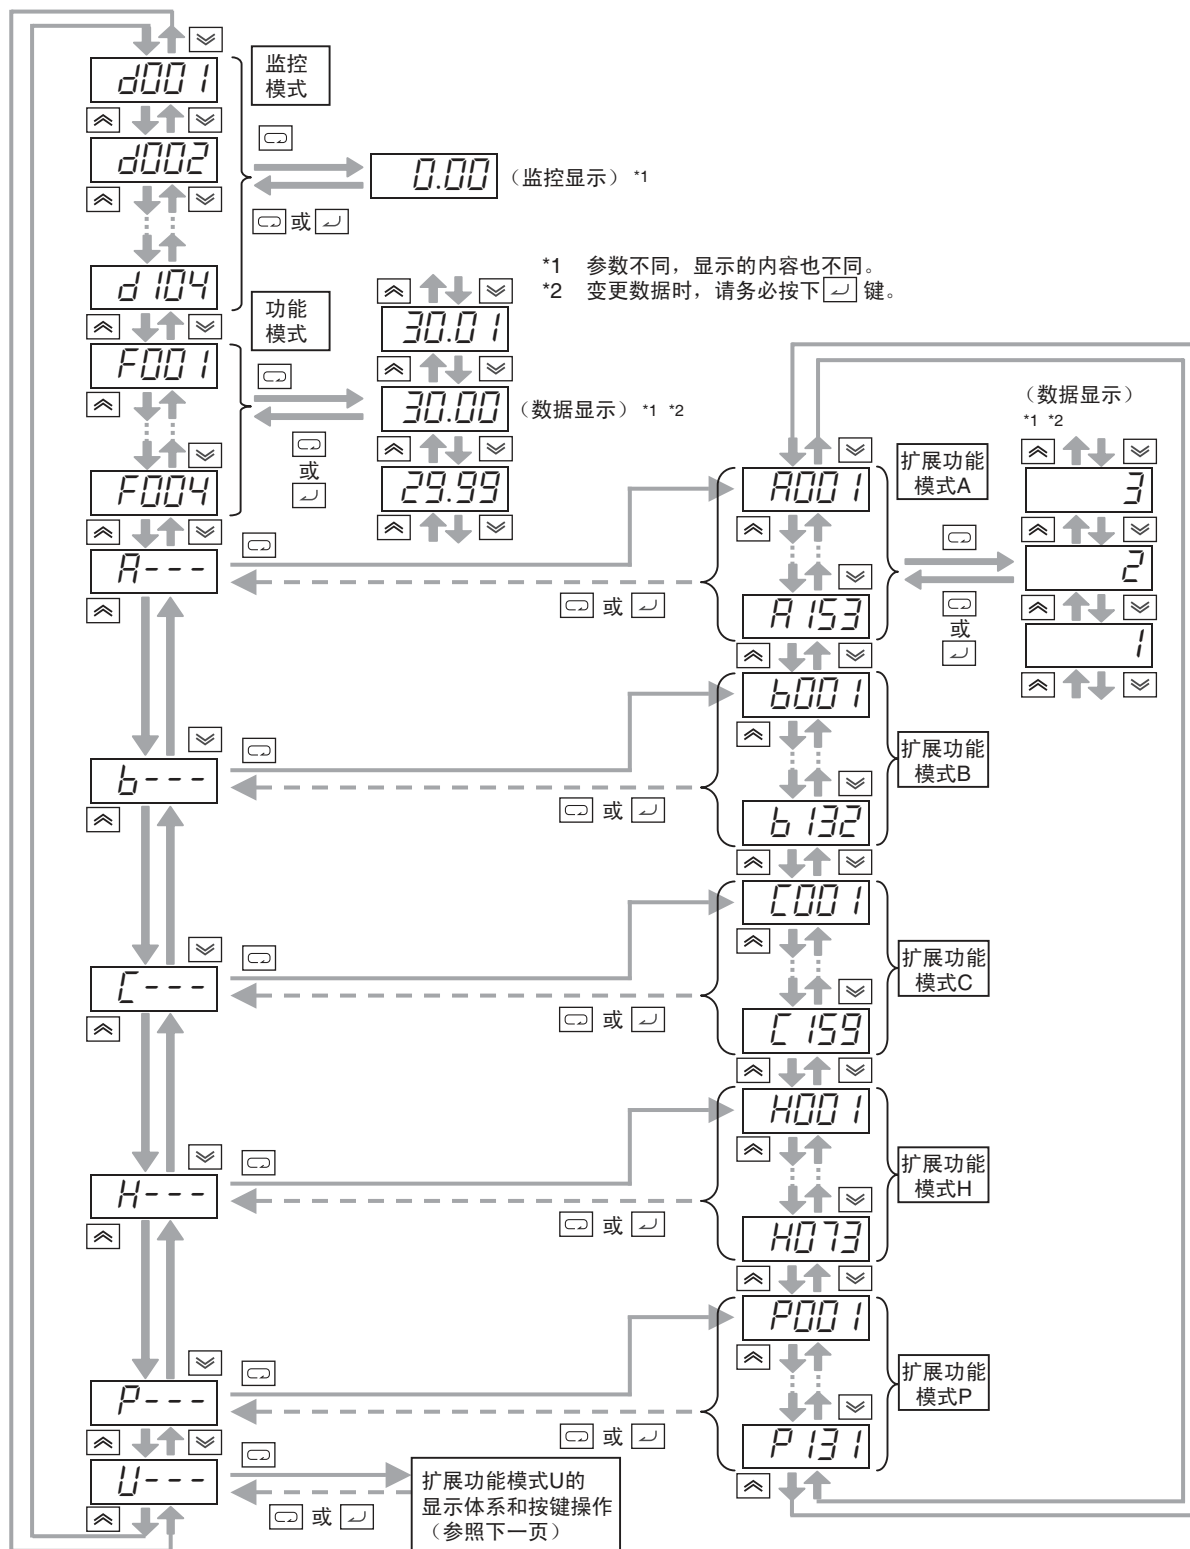 d001
监控
模式
d002
0.00
（监控显示） *1
或
d104
*1 参数不同，显示的内容也不同。
*2 变更数据时，请务必按下 键。
功能
模式
F001
30.01
30.00
（数据显示） *1 *2
29.99
或
F004
A---
或
b---
或
C---
或
H---
或
P---
或
U---
或
扩展功能模式U的
显示体系和按键操作
（参照下一页）
A001
扩展功能
模式A
A153
（数据显示）
*1 *2
3
2
1
或
b001
扩展功能
模式B
b132
C001
扩展功能
模式C
C159
H001
扩展功能
模式H
H073
P001
扩展功能
模式P
P131